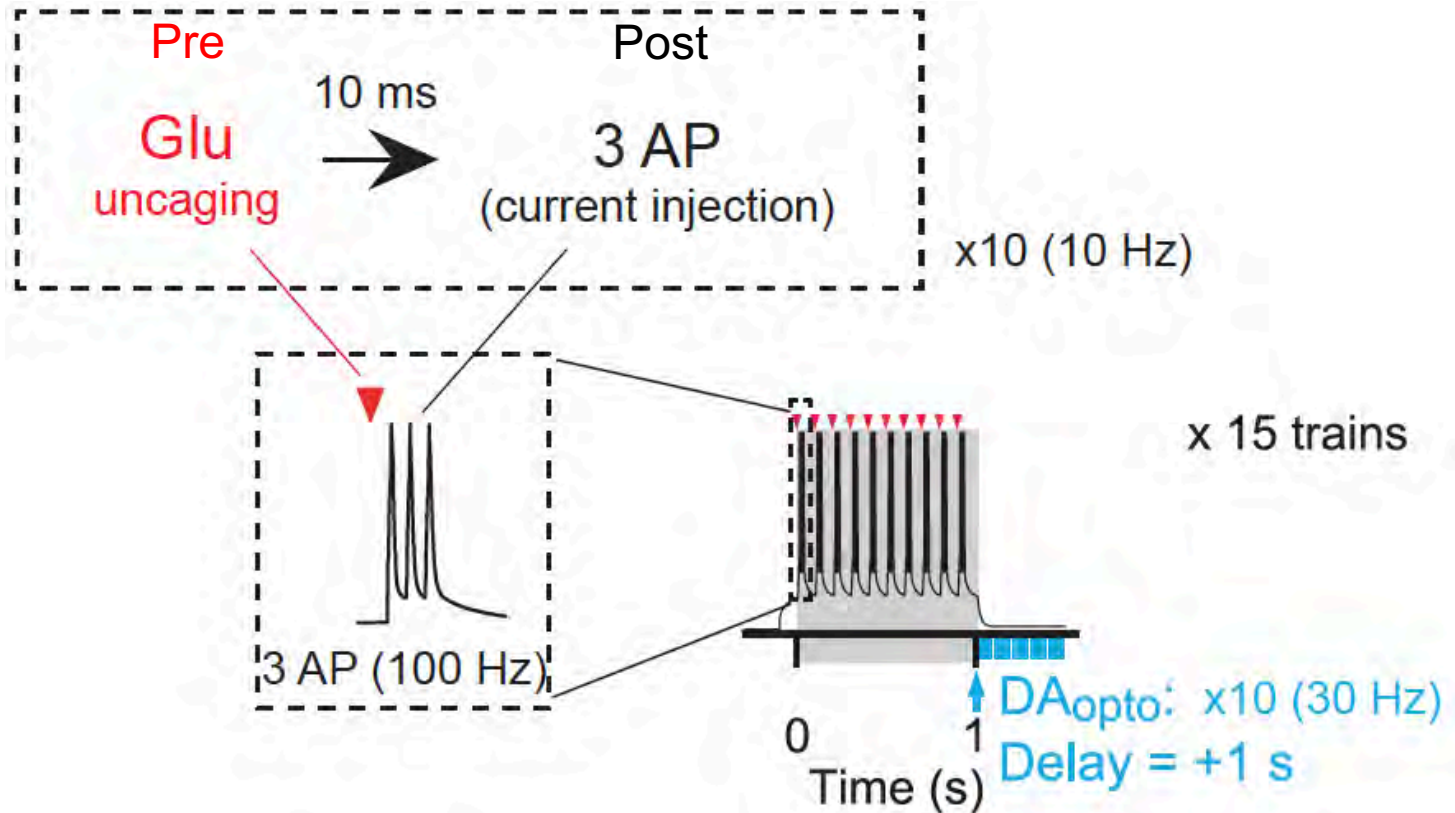 Pre
Post
10 ms
Glu
uncaging
3 AP
(current injection)
x10 (10 Hz)
x 15 trains
3 AP (100 Hz)
0
1
Time (s)
DAopto: x10 (30 Hz)
Delay = +1 s